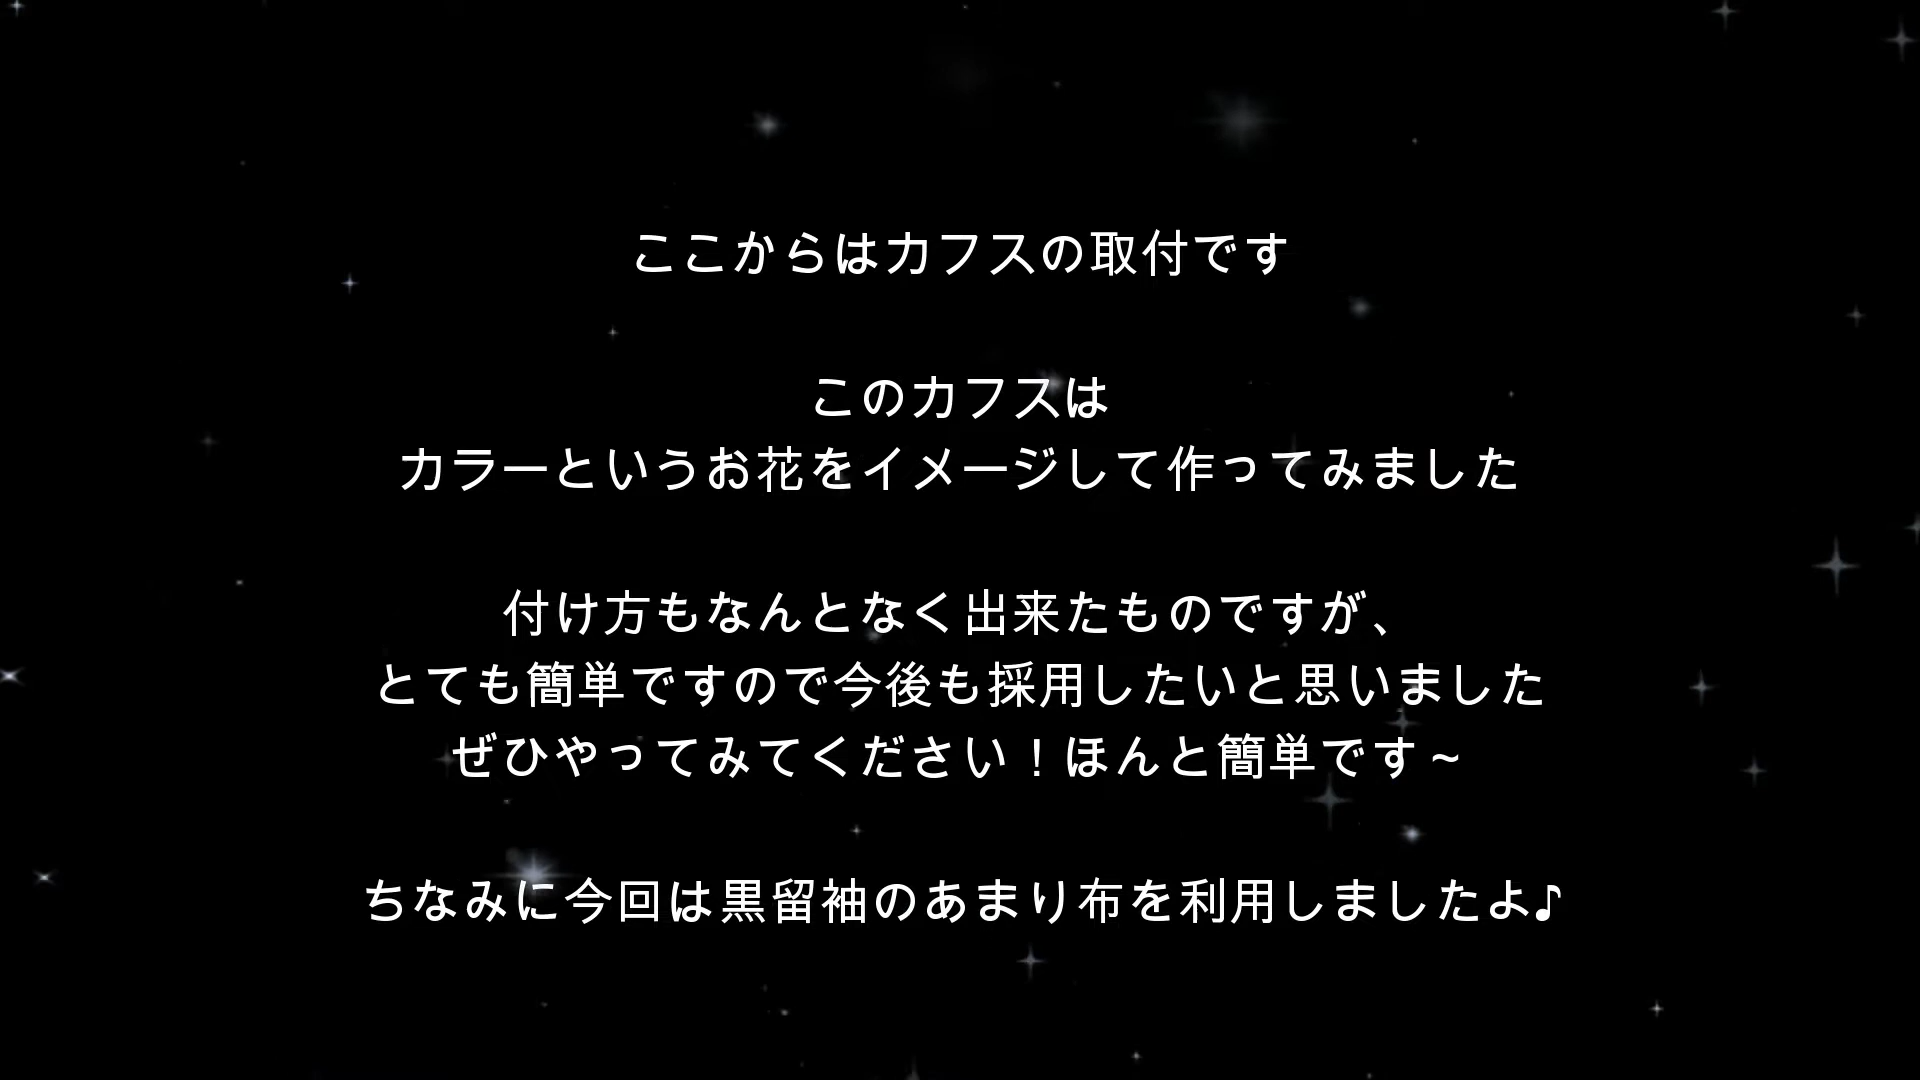 ここからはカフスの取付です
このカフスは
カラーというお花をイメージして作ってみました
付け方もなんとなく出来たものですが、
とても簡単ですので今後も採用したいと思いました
ぜひやってみてください！ほんと簡単です～
ちなみに今回は黒留袖のあまり布を利用しましたよ♪